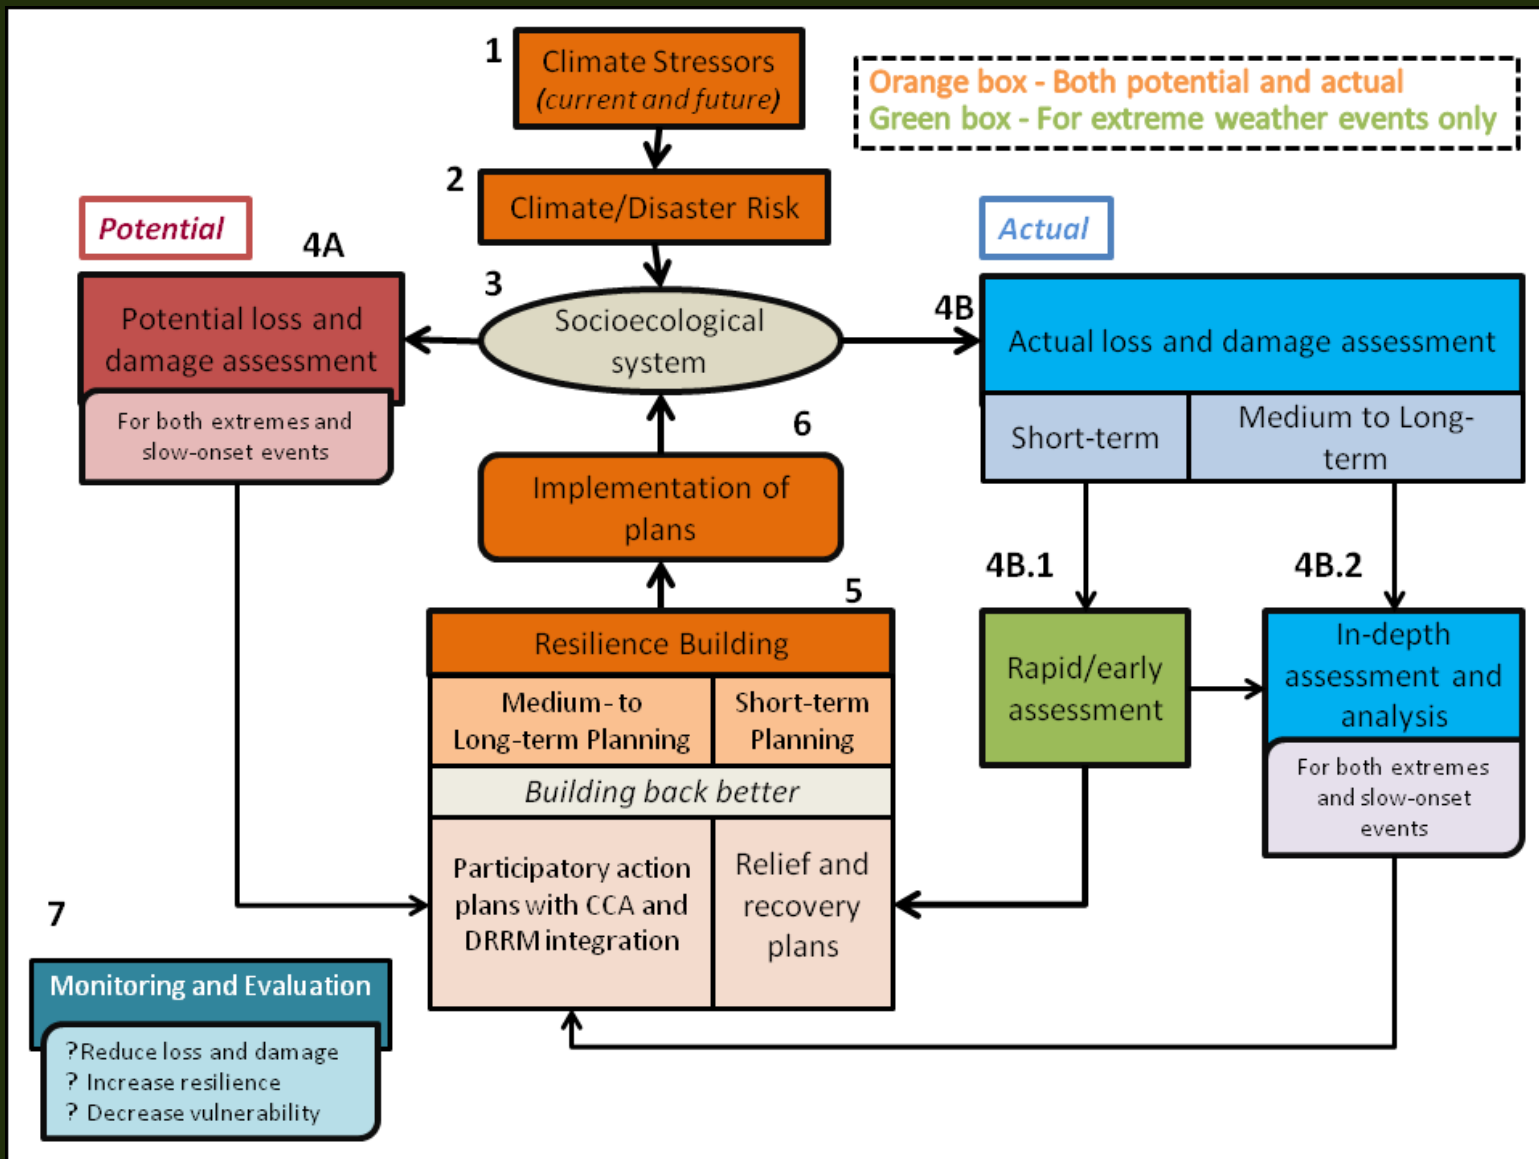 1
Climate Stressors
(current and future)
Orange box - Both potential and actual
Green box - For extreme weather events only
2
Climate/Disaster Risk
Potential
Actual
4A
3
4B
Potential loss and
damage assessment
For both extremes and
slow-onset events
Socioecological
system
Actual loss and damage assessment
Short-term
Medium to Long-
term
6
Implementation of
plans
4B.1
4B.2
5
Resilience Building
Medium- to
Long-term Planning
Short-term
Planning
Building back better
Participatory action
plans with CCA and
DRRM integration
Relief and
recovery
plans
Rapid/early
assessment
In-depth
assessment and
analysis
For both extremes
and slow-onset
events
7
Monitoring and Evaluation
?Reduce loss and damage
? Increase resilience
? Decrease vulnerability